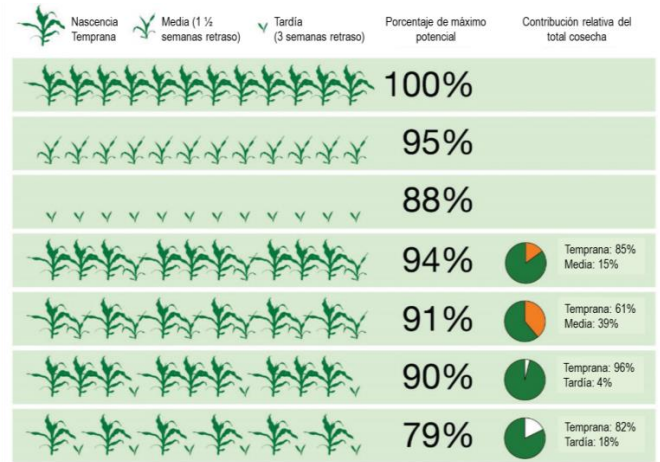 Nascencia
Temprana
Media (1 ½
semanas retraso)
Tardía
(3 semanas retraso)
Porcentaje de máximo
potencial
Contribución relativa del
total cosecha
100%
95%
88%
94%
Temprana: 85%
Media: 15%
91%
Temprana: 61%
Media: 39%
90%
Temprana: 96%
Tardía: 4%
79%
Temprana: 82%
Tardía: 18%